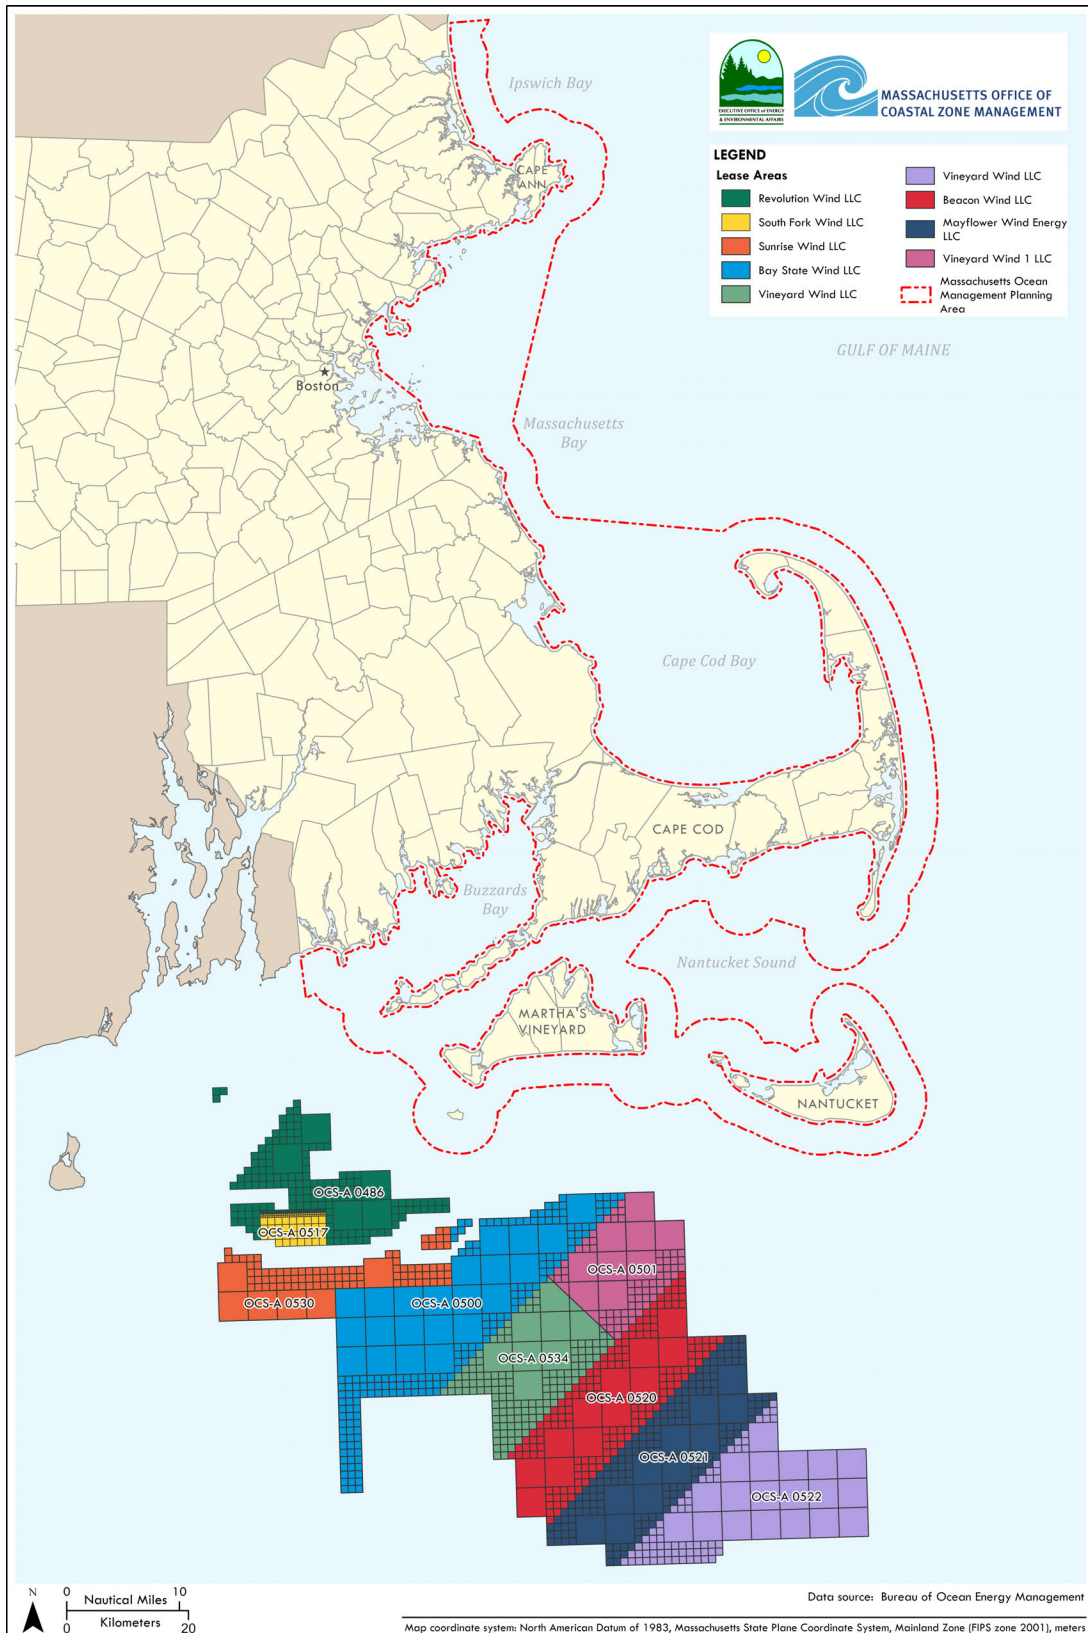 Ipswich Bay
EXECUTIVE OFFICE OF ENERGY
& ENVIRONMENTAL AFFAIRS
MASSACHUSETTS OFFICE OF
COASTAL ZONE MANAGEMENT
LEGEND
Lease Areas
Revolution Wind LLC
South Fork Wind LLC
Sunrise Wind LLC
Bay State Wind LLC
Vineyard Wind LLC
Vineyard Wind LLC
Beacon Wind LLC
Mayflower Wind Energy
LLC
Vineyard Wind 1 LLC
Massachusetts Ocean
Management Planning
Area
CAPE
ANN
GULF OF MAINE
Boston
Massachusetts
Bay
Cape Cod Bay
CAPE COD
Buzzards
Bay
Nantucket Sound
MARTHA'S
VINEYARD
NANTUCKET
OCS-A 0486
OCS-A 0517
OCS-A 0501
OCS-A 0530
OCS-A 0500
OCS-A 0534
OCS-A 0520
OCS-A 0521
OCS-A 0522
N
0 10
Nautical Miles
Kilometers
0 20
Data source: Bureau of Ocean Energy Management
Map coordinate system: North American Datum of 1983, Massachusetts State Plane Coordinate System, Mainland Zone (FIPS zone 2001), meters